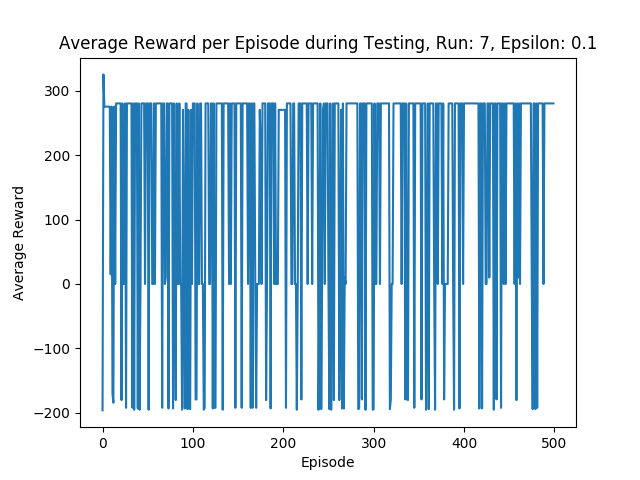 Average Reward per Episode during Testing, Run: 7, Epsilon: 0.1
300
200
100
0
−100
−200
Average Reward
0 100 200 300 400 500
Episode